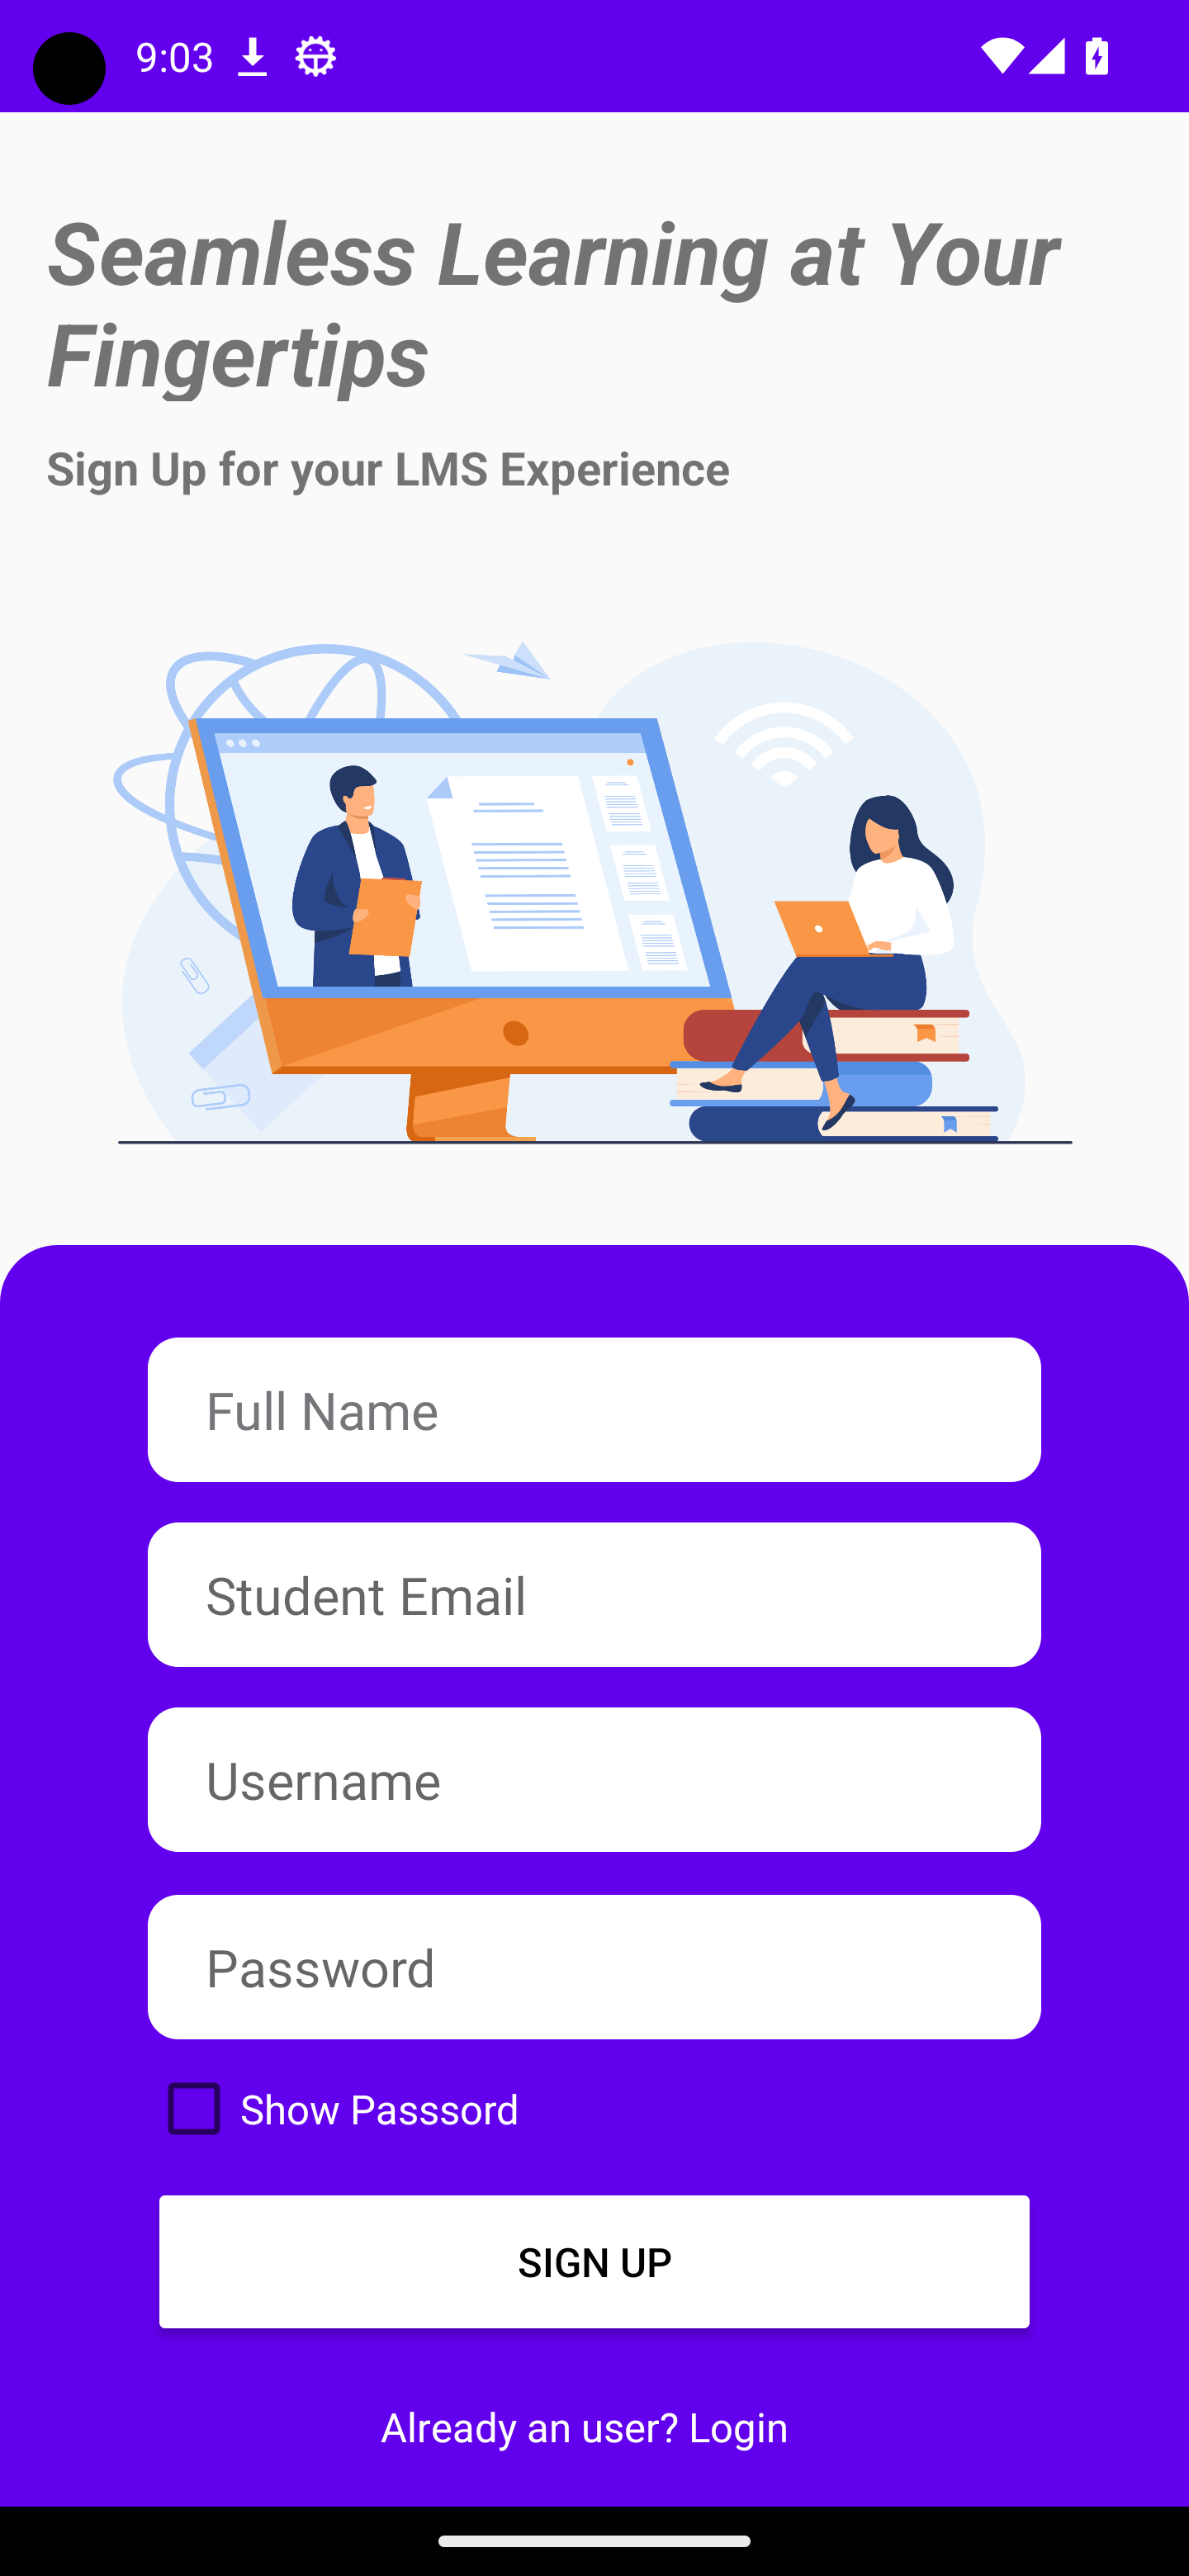 9:03
Seamless Learning at Your
Fingertips
Sign Up for your LMS Experience
Full Name
Student Email
Username
Password
Show Passsord
SIGN UP
Already an user? Login